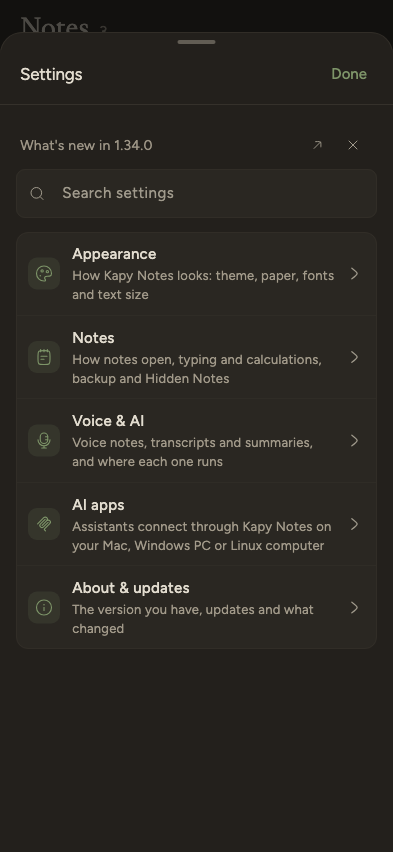 Notes 3
Settings
Done
What's new in 1.34.0
Search settings
Appearance
How Kapy Notes looks: theme, paper, fonts
and text size
Notes
How notes open, typing and calculations,
backup and Hidden Notes
Voice & AI
Voice notes, transcripts and summaries,
and where each one runs
AI apps
Assistants connect through Kapy Notes on
your Mac, Windows PC or Linux computer
About & updates
The version you have, updates and what
changed